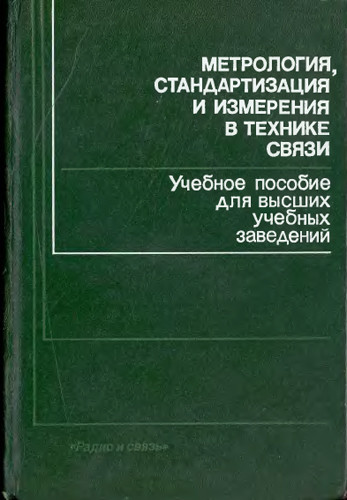 МЕТРОЛОГИЯ,
СТАНДАРТИЗАЦИЯ
И ИЗМЕРЕНИЯ
В ТЕХНИКЕ
СВЯЗИ
Учебное пособие
для высших
учебных
заведений
«Радио и связь»